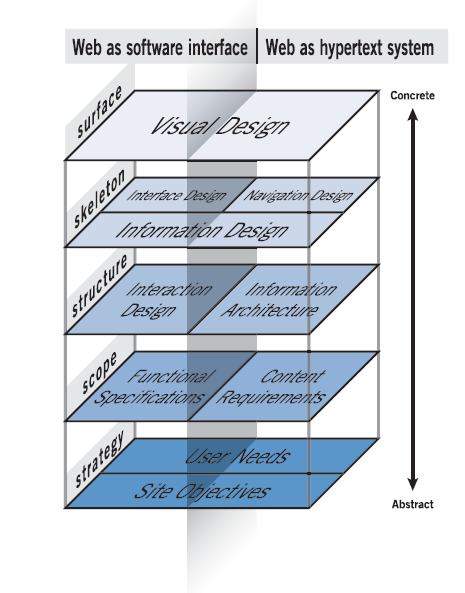 Web as software interface
Web as hypertext system
Concrete
surface
Visual Design
skeleton
Interface Design
Navigation Design
Information Design
structure
Interaction
Design
Information
Architecture
scope
Functional
Specifications
Content
Requirements
strategy
User Needs
Site Objectives
Abstract